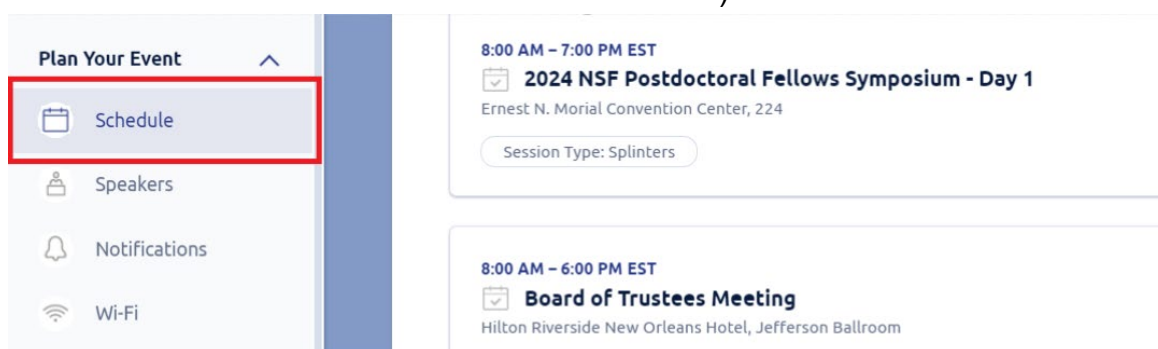 Plan Your Event
Schedule
Speakers
Notifications
Wi-Fi
8:00 AM – 7:00 PM EST
2024 NSF Postdoctoral Fellows Symposium - Day 1
Ernest N. Morial Convention Center, 224
Session Type: Splinters
8:00 AM – 6:00 PM EST
Board of Trustees Meeting
Hilton Riverside New Orleans Hotel, Jefferson Ballroom